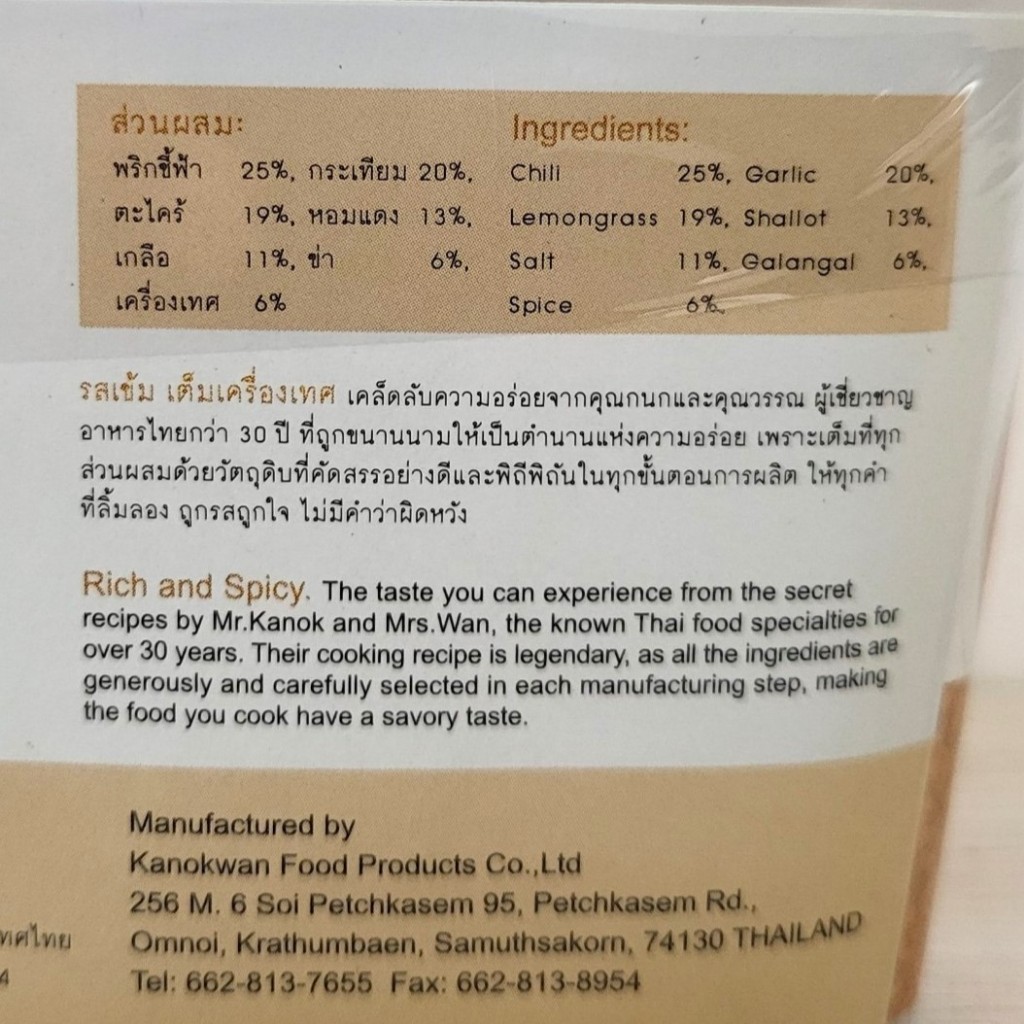 ส่วนผสม:
พริกชี้ฟ้า 25%, กระเทียม 20%,
ตะไคร้ 19%, หอมแดง 13%,
เกลือ 11%, ข่า 6%,
เครื่องเทศ 6%
Ingredients:
Chili 25%, Garlic 20%,
Lemongrass 19%, Shallot 13%,
Salt 11%, Galangal 6%,
Spice 6%
รสเข้ม เต็มเครื่องเทศ เคล็ดลับความอร่อยจากคุณกนกและคุณวรรณ ผู้เชี่ยวชาญ
อาหารไทยกว่า 30 ปี ที่ถูกขนานนามให้เป็นตำนานแห่งความอร่อย เพราะเต็มที่ทุก
ส่วนผสมด้วยวัตถุดิบที่คัดสรรอย่างดีและพิถีพิถันในทุกขั้นตอนการผลิต ให้ทุกคำ
ที่ลิ้มลอง ถูกรสถูกใจ ไม่มีคำว่าผิดหวัง
Rich and Spicy. The taste you can experience from the secret
recipes by Mr.Kanok and Mrs.Wan, the known Thai food specialties for
over 30 years. Their cooking recipe is legendary, as all the ingredients are
generously and carefully selected in each manufacturing step, making
the food you cook have a savory taste.
Manufactured by
Kanokwan Food Products Co.,Ltd
256 M. 6 Soi Petchkasem 95, Petchkasem Rd.,
Omnoi, Krathumbaen, Samuthsakorn, 74130 THAILAND
Tel: 662-813-7655 Fax: 662-813-8954
ทศไทย
4